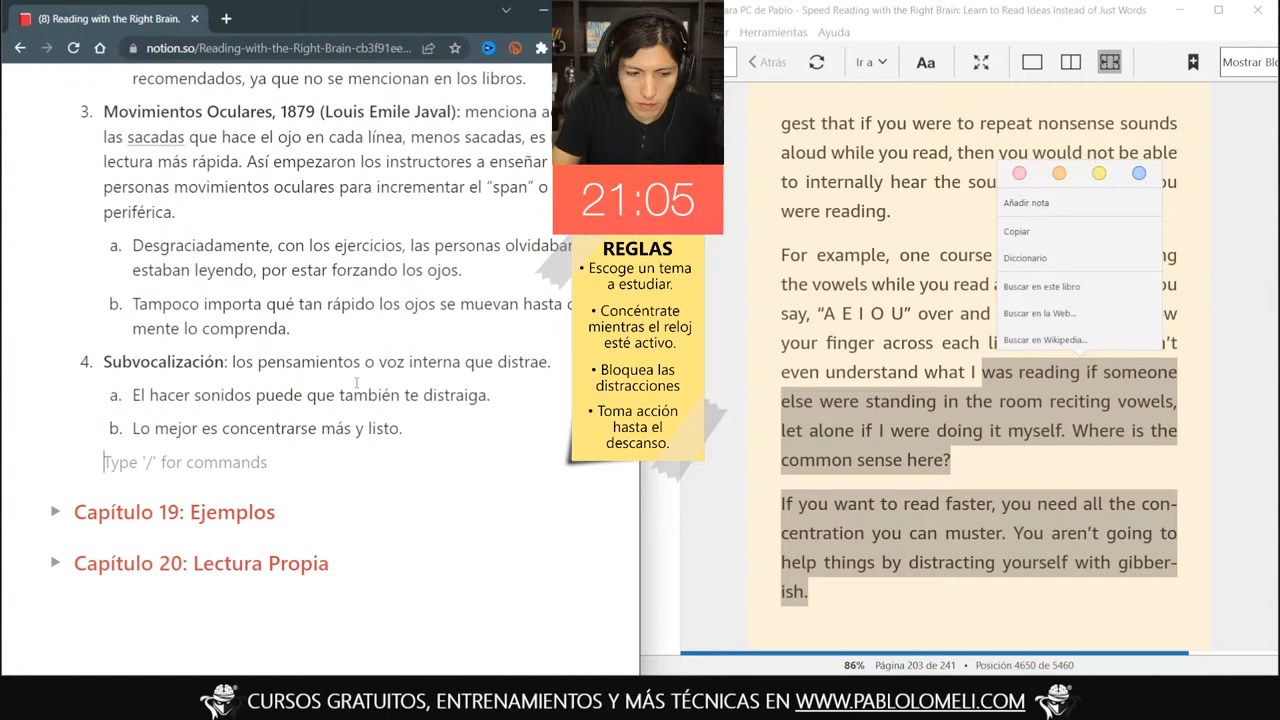 (8) Reading with the Right Brain.
notion.so/Reading-with-the-Right-Brain-cb3f91ee...
recomendados, ya que no se mencionan en los libros.
3. Movimientos Oculares, 1879 (Louis Emile Javal): menciona
las sacadas que hace el ojo en cada línea, menos sacadas, es
lectura más rápida. Así empezaron los instructores a enseñar
personas movimientos oculares para incrementar el “span” o
periférica.
a. Desgraciadamente, con los ejercicios, las personas olvidaban
estaban leyendo, por estar forzando los ojos.
b. Tampoco importa qué tan rápido los ojos se muevan hasta
mente lo comprenda.
4. Subvocalización: los pensamientos o voz interna que distrae.
a. El hacer sonidos puede que también te distraiga.
b. Lo mejor es concentrarse más y listo.
Type '/' for commands
Capítulo 19: Ejemplos
Capítulo 20: Lectura Propia
21:05
REGLAS
• Escoge un tema
a estudiar.
• Concéntrate
mientras el reloj
esté activo.
• Bloquea las
distracciones
• Toma acción
hasta el
descanso.
para PC de Pablo - Speed Reading with the Right Brain: Learn to Read Ideas Instead of Just Words
Herramientas Ayuda
Atrás
Ir a
Aa
Mostrar
gest that if you were to repeat nonsense sounds
aloud while you read, then you would not be able
to internally hear the
were reading.
For example, one course
the vowels while you read
say, “A E I O U” over and
your finger across each
even understand what I was reading if someone
else were standing in the room reciting vowels,
let alone if I were doing it myself. Where is the
common sense here?
If you want to read faster, you need all the con-
centration you can muster. You aren’t going to
help things by distracting yourself with gibber-
ish.
Añadir nota
Copiar
Diccionario
Buscar en este libro
Buscar en la Web...
Buscar en Wikipedia...
86% Página 203 de 241 • Posición 4650 de 5460
CURSOS GRATUITOS, ENTRENAMIENTOS Y MÁS TÉCNICAS EN WWW.PABLOLOMELI.COM